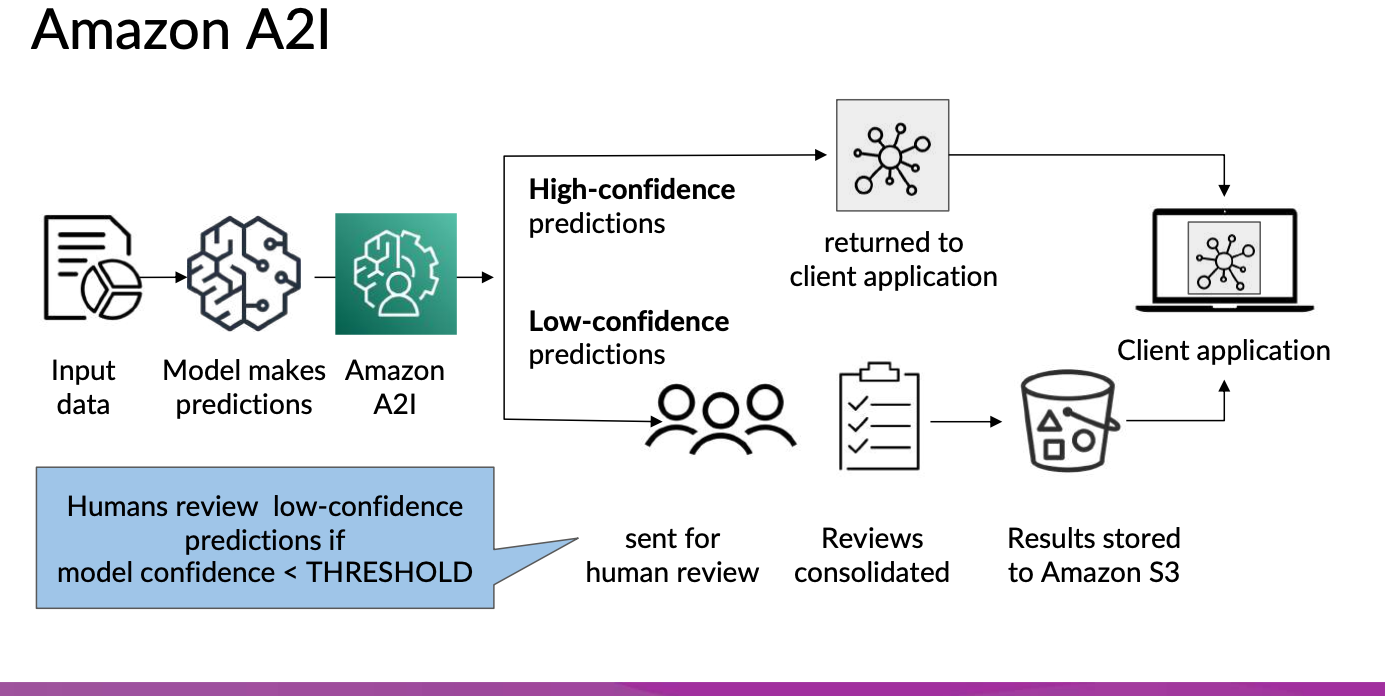 Amazon A2I
High-confidence
predictions
returned to
client application
Low-confidence
predictions
Client application
Input
data
Model makes
predictions
Amazon
A2I
Humans review  low-confidence
predictions if
model confidence < THRESHOLD
sent for
human review
Reviews
consolidated
Results stored
to Amazon S3